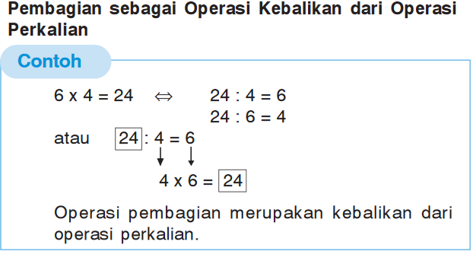 Pembagian sebagai Operasi Kebalikan dari Operasi
Perkalian
Contoh
6 x 4 = 24 ⇔ 24 : 4 = 6
24 : 6 = 4
atau 24 : 4 = 6
4 x 6 = 24
Operasi pembagian merupakan kebalikan dari
operasi perkalian.